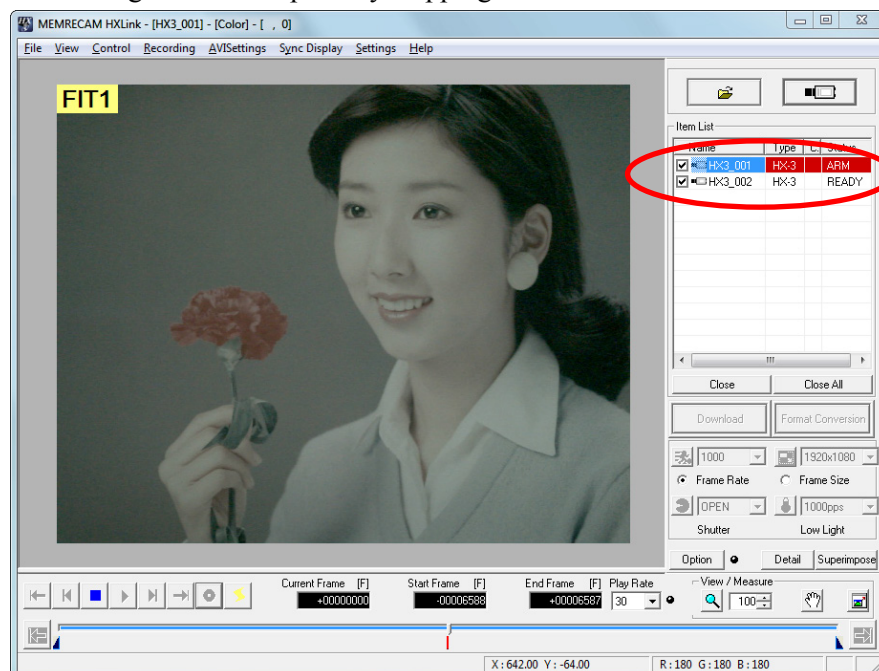 MEMRECAM HXLink - [HX3_001] - [Color] - [ , 0]
File View Control Recording AVISettings Sync Display Settings Help
FIT1
Item List
Name Type C. Status
HX3_001 HX-3 ARM
HX3_002 HX-3 READY
Close Close All
Download Format Conversion
1000 1920x1080
Frame Rate Frame Size
OPEN 1000pps
Shutter Low Light
Option Detail Superimpose
Current Frame [F] Start Frame [F] End Frame [F] Play Rate View / Measure
+00000000 -00006588 +00006587 30 100
X : 642.00 Y : -64.00 R : 180 G : 180 B : 180